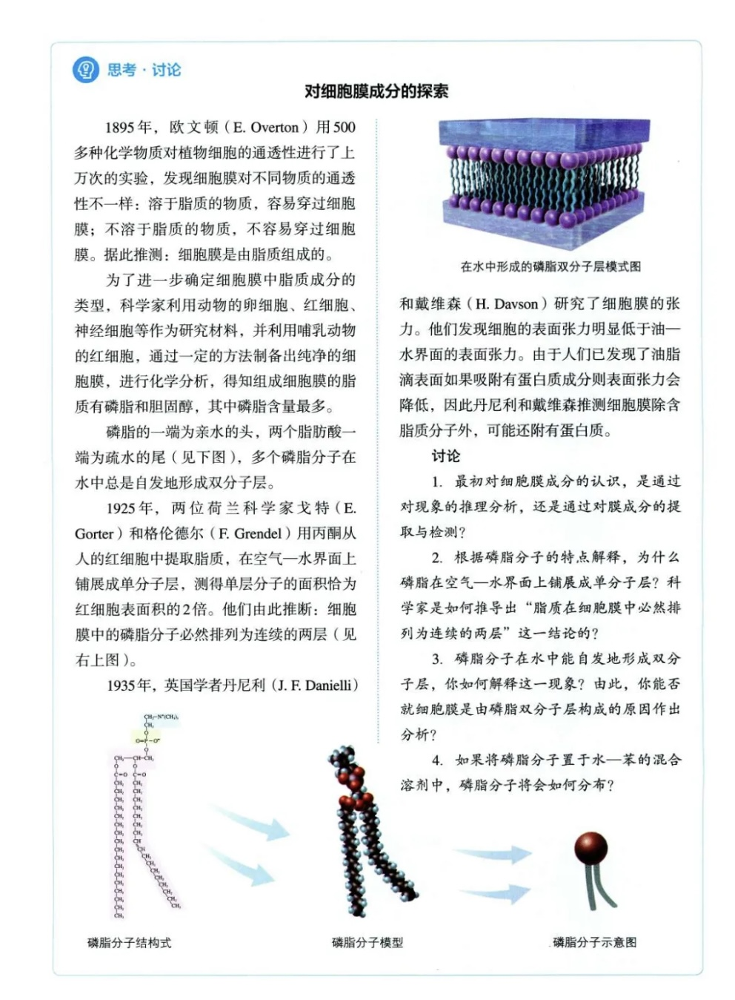 思考·讨论
对细胞膜成分的探索
1895年，欧文顿（E. Overton）用500
多种化学物质对植物细胞的通透性进行了上
万次的实验，发现细胞膜对不同物质的通透
性不一样：溶于脂质的物质，容易穿过细胞
膜；不溶于脂质的物质，不容易穿过细胞
膜。据此推测：细胞膜是由脂质组成的。
为了进一步确定细胞膜中脂质成分的
类型，科学家利用动物的卵细胞、红细胞、
神经细胞等作为研究材料，并利用哺乳动物
的红细胞，通过一定的方法制备出纯净的细
胞膜，进行化学分析，得知组成细胞膜的脂
质有磷脂和胆固醇，其中磷脂含量最多。
磷脂的一端为亲水的头，两个脂肪酸一
端为疏水的尾（见下图），多个磷脂分子在
水中总是自发地形成双分子层。
1925年，两位荷兰科学家戈特（E.
Gorter）和格伦德尔（F. Grendel）用丙酮从
人的红细胞中提取脂质，在空气—水界面上
铺展成单分子层，测得单层分子的面积恰为
红细胞表面积的2倍。他们由此推断：细胞
膜中的磷脂分子必然排列为连续的两层（见
右上图）。
1935年，英国学者丹尼利（J. F. Danielli）
在水中形成的磷脂双分子层模式图
和戴维森（H. Davson）研究了细胞膜的张
力。他们发现细胞的表面张力明显低于油—
水界面的表面张力。由于人们已发现了油脂
滴表面如果吸附有蛋白质成分则表面张力会
降低，因此丹尼利和戴维森推测细胞膜除含
脂质分子外，可能还附有蛋白质。
讨论
1. 最初对细胞膜成分的认识，是通过
对现象的推理分析，还是通过对膜成分的提
取与检测？
2. 根据磷脂分子的特点解释，为什么
磷脂在空气—水界面上铺展成单分子层？科
学家是如何推导出“脂质在细胞膜中必然排
列为连续的两层”这一结论的？
3. 磷脂分子在水中能自发地形成双分
子层，你如何解释这一现象？由此，你能否
就细胞膜是由磷脂双分子层构成的原因作出
分析？
4. 如果将磷脂分子置于水—苯的混合
溶剂中，磷脂分子将会如何分布？
磷脂分子结构式
磷脂分子模型
磷脂分子示意图